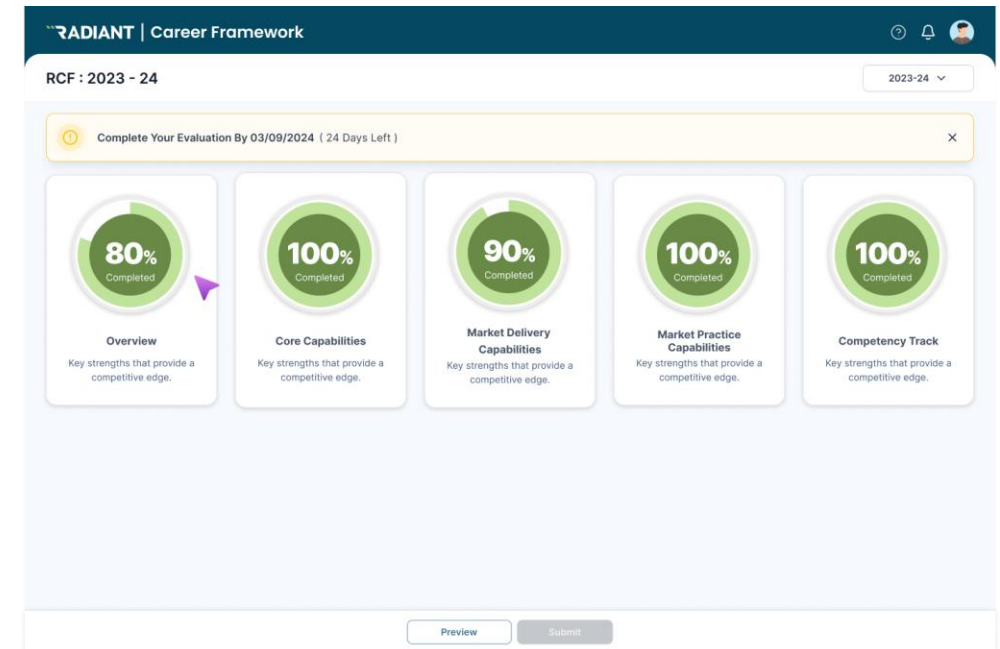 RADIANT | Career Framework
RCF : 2023 - 24
2023-24
Complete Your Evaluation By 03/09/2024 ( 24 Days Left )
80%
Completed
Overview
Key strengths that provide a
competitive edge.
100%
Completed
Core Capabilities
Key strengths that provide a
competitive edge.
90%
Completed
Market Delivery
Capabilities
Key strengths that provide a
competitive edge.
100%
Completed
Market Practice
Capabilities
Key strengths that provide a
competitive edge.
100%
Completed
Competency Track
Key strengths that provide a
competitive edge.
Preview
Submit